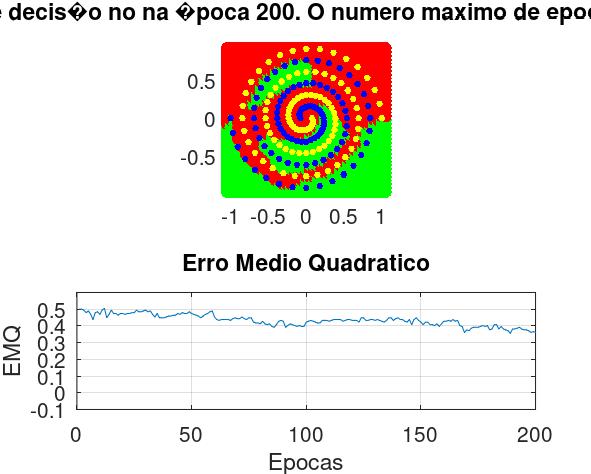 decis�o no na �poca 200. O numero maximo de
0.5
0
-0.5
-1 -0.5 0 0.5 1
Erro Medio Quadratico
EMQ
0.5
0.4
0.3
0.2
0.1
0
-0.1
0 50 100 150 200
Epocas